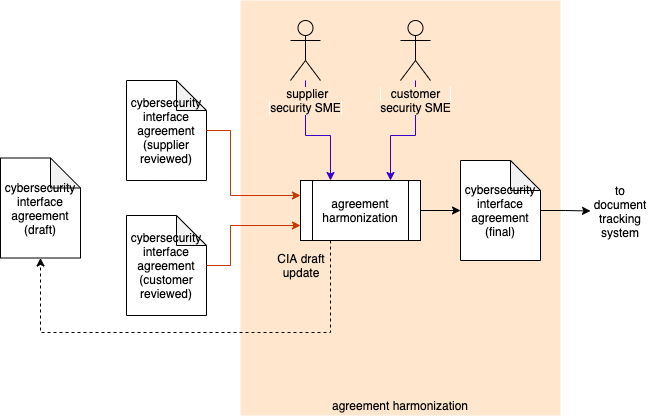 supplier
security SME
customer
security SME
cybersecurity
interface
agreement
(supplier
reviewed)
cybersecurity
interface
agreement
(draft)
cybersecurity
interface
agreement
(customer
reviewed)
agreement
harmonization
cybersecurity
interface
agreement
(final)
to
document
tracking
system
CIA draft
update
agreement harmonization